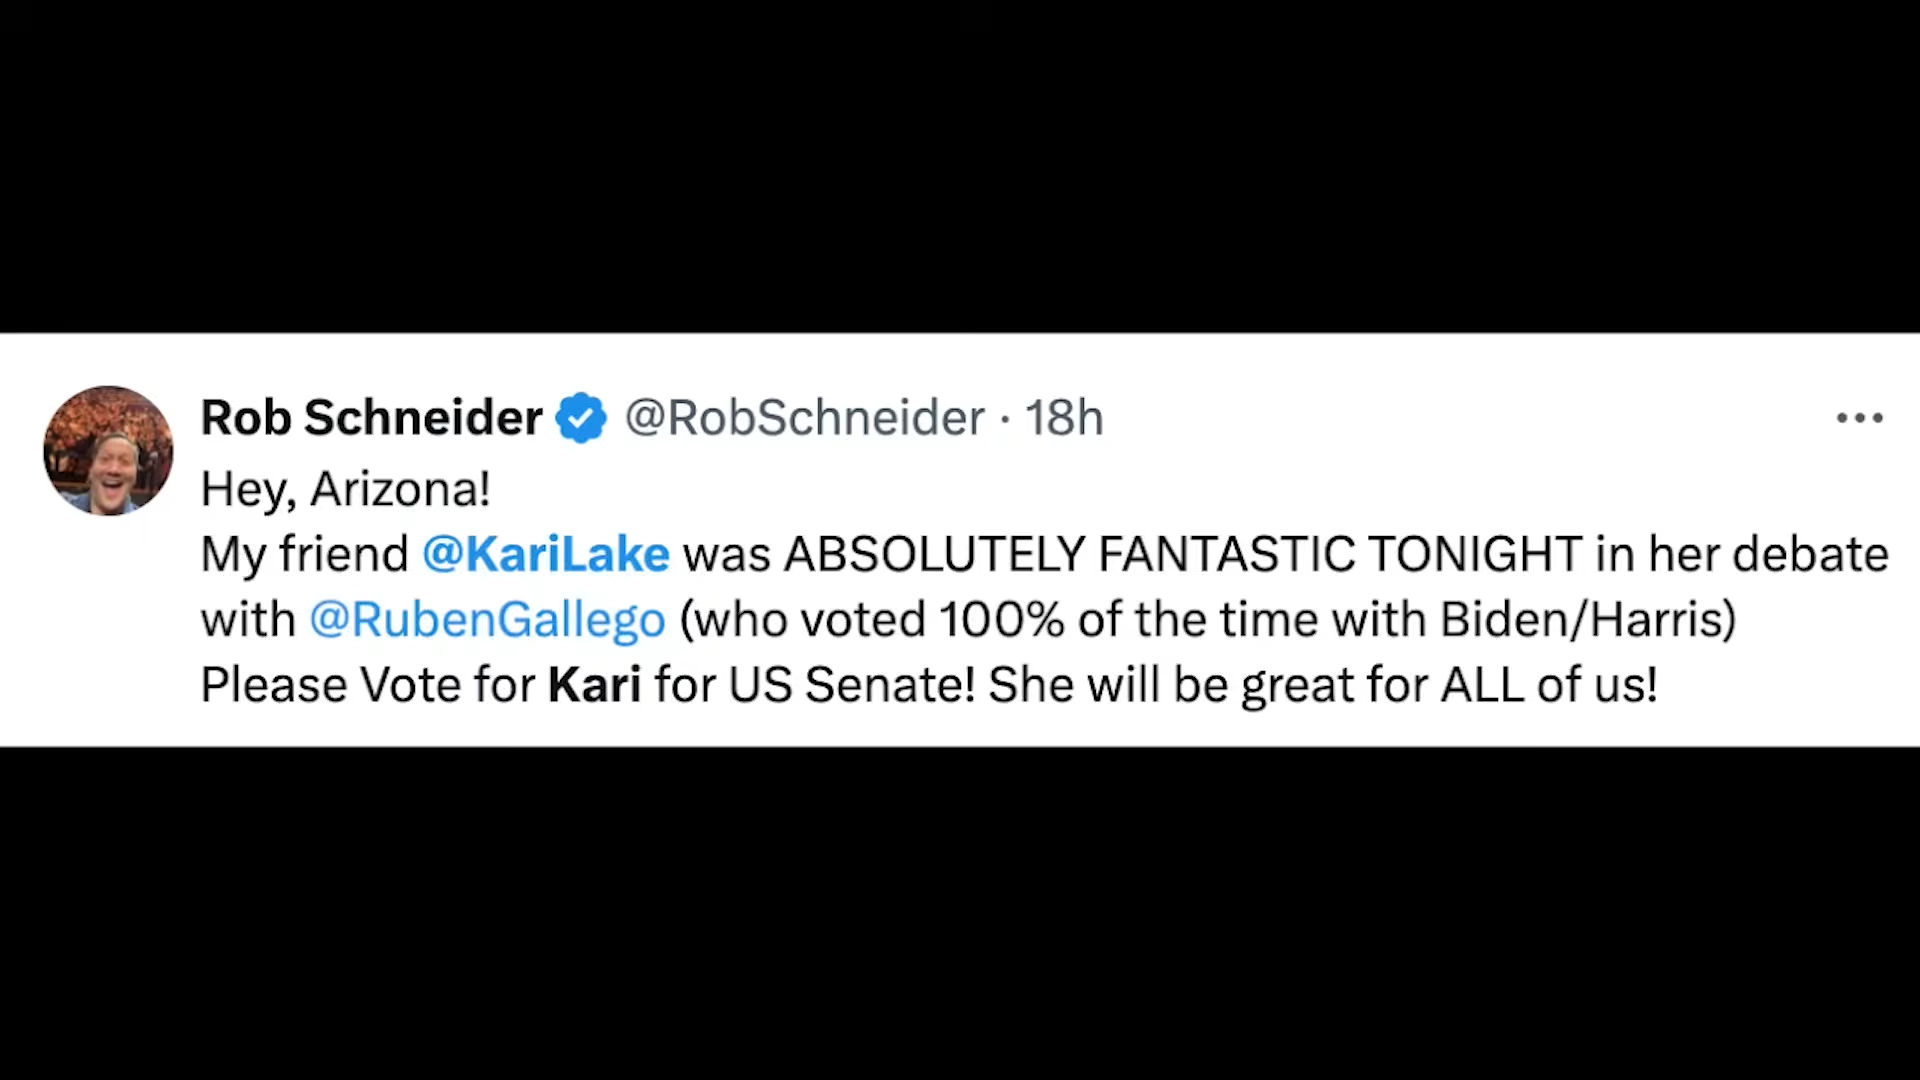 Rob Schneider @RobSchneider · 18h
Hey, Arizona!
My friend @KariLake was ABSOLUTELY FANTASTIC TONIGHT in her debate
with @RubenGallego (who voted 100% of the time with Biden/Harris)
Please Vote for Kari for US Senate! She will be great for ALL of us!